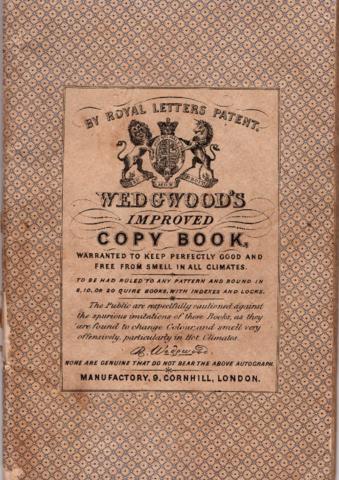 BY ROYAL LETTERS PATENT.
WEDGWOOD'S
IMPROVED
COPY BOOK,
WARRANTED TO KEEP PERFECTLY GOOD AND
FREE FROM SMELL IN ALL CLIMATES.
TO BE HAD RULED TO ANY PATTERN AND BOUND IN
5, 10, OR 20 QUIRE BOOKS, WITH INDEXES AND LOCKS.
The Public are respectfully cautioned against
the spurious imitations of these Books, as they
are found to change Colour, and smell very
offensively, particularly in Hot Climates.
R. Wedgwood
NONE ARE GENUINE THAT DO NOT BEAR THE ABOVE AUTOGRAPH.
MANUFACTORY, 9, CORNHILL, LONDON.